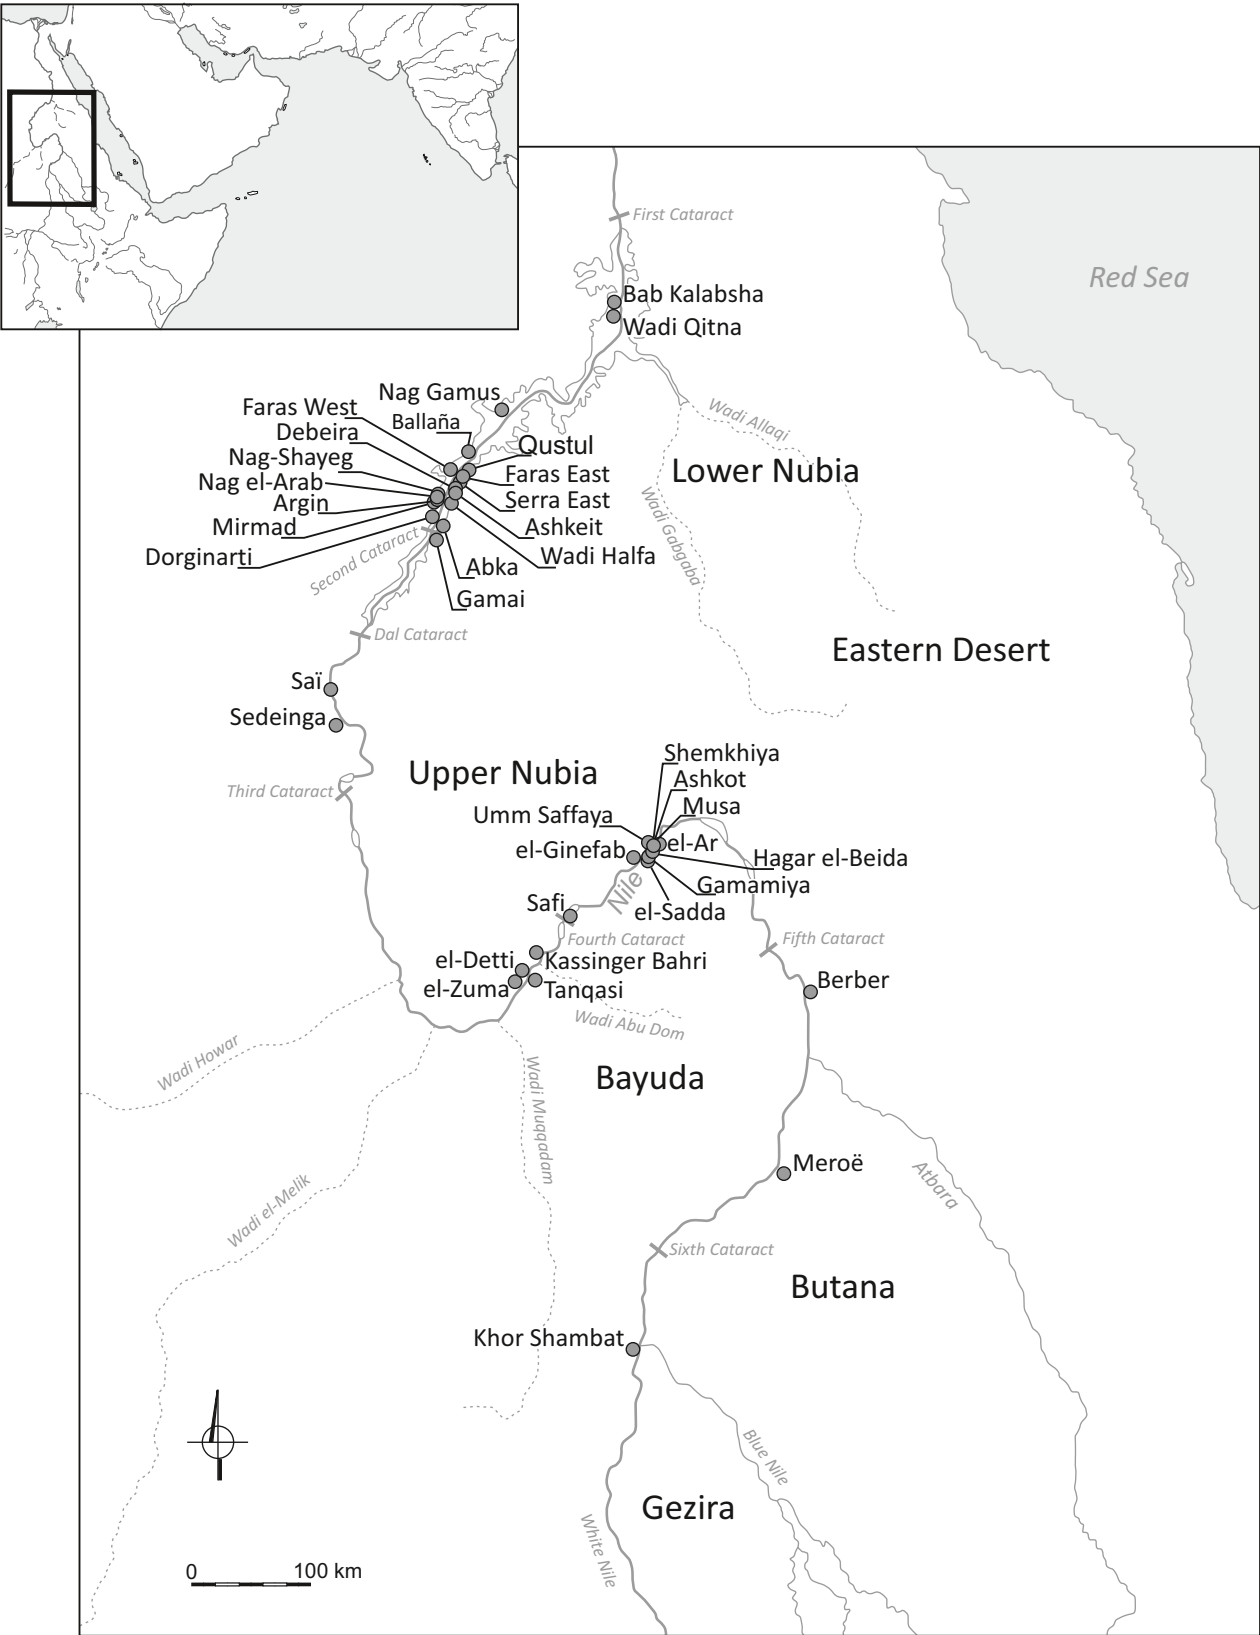 First Cataract
Red Sea
Bab Kalabsha
Wadi Qitna
Nag Gamus
Faras West
Ballaña
Wadi Allaqi
Debeira
Qustul
Nag-Shayeg
Lower Nubia
Faras East
Nag el-Arab
Serra East
Argin
Mirmad
Ashkeit
Wadi Gabgaba
Dorginarti
Wadi Halfa
Second Cataract
Abka
Gamai
Dal Cataract
Eastern Desert
Saï
Sedeinga
Shemkhiya
Upper Nubia
Ashkot
Third Cataract
Musa
Umm Saffaya
el-Ar
el-Ginefab
Hagar el-Beida
Gamamiya
Nile
Safi
el-Sadda
Fourth Cataract
Fifth Cataract
el-Detti
Kassinger Bahri
Berber
el-Zuma
Tanqasi
Wadi Abu Dom
Wadi Howar
Bayuda
Wadi Muqqadam
Meroë
Atbara
Wadi el-Melik
Sixth Cataract
Butana
Khor Shambat
Blue Nile
Gezira
White Nile
0 100 km